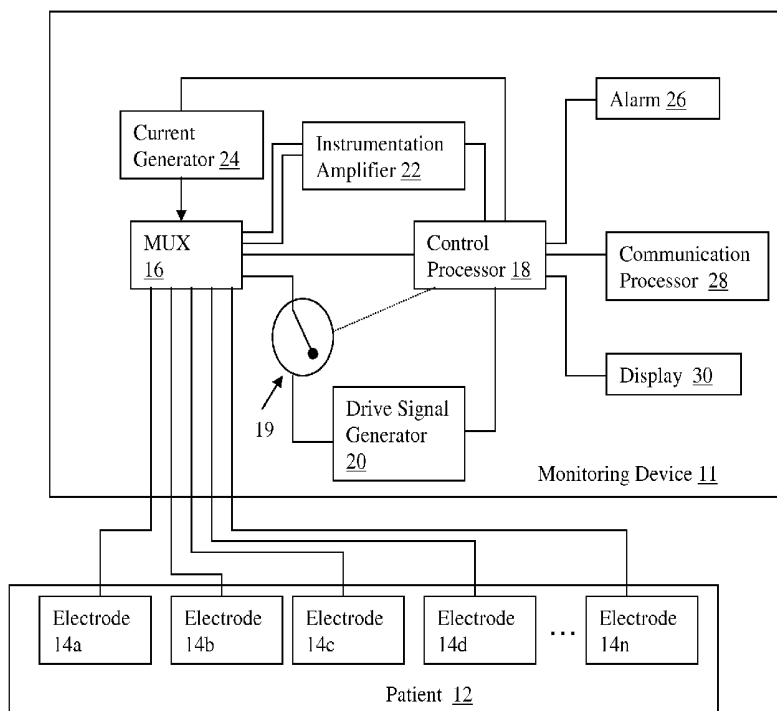 Current
Generator 24
Instrumentation
Amplifier 22
Alarm 26
MUX
16
Control
Processor 18
Communication
Processor 28
19
Drive Signal
Generator
20
Display 30
Monitoring Device 11
Electrode
14a
Electrode
14b
Electrode
14c
Electrode
14d
...
Electrode
14n
Patient 12